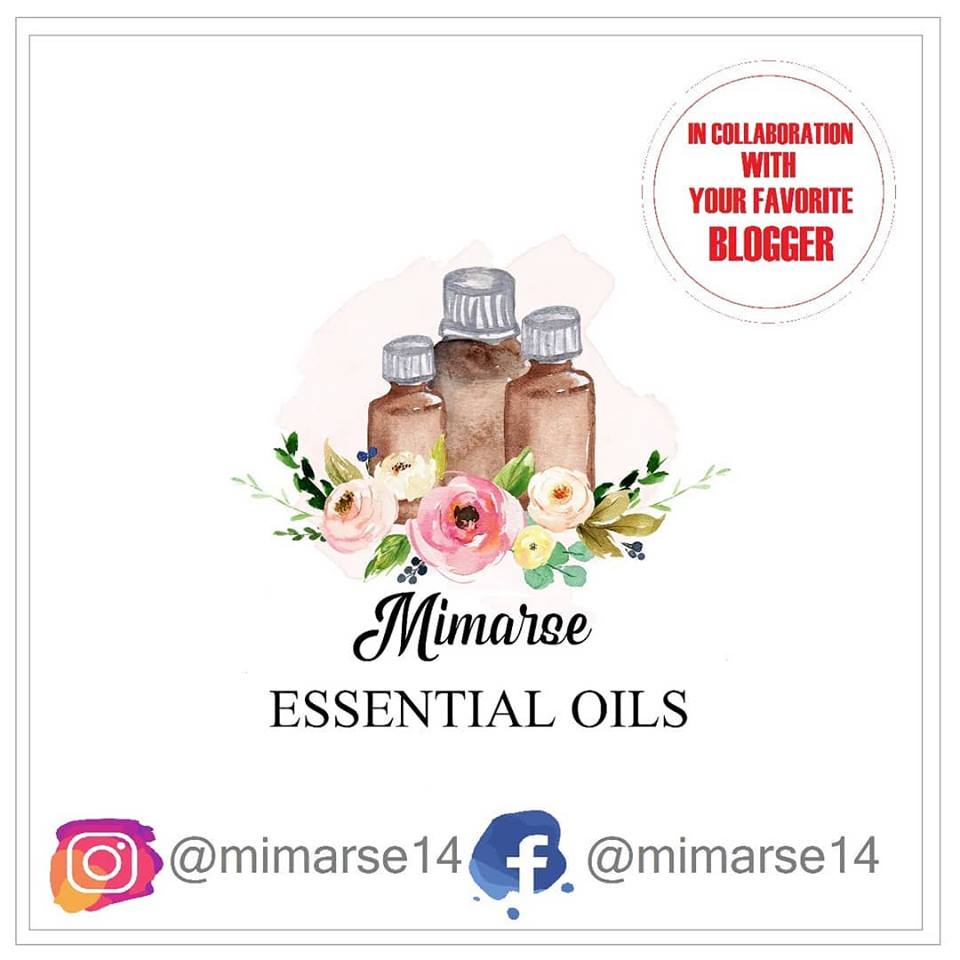 IN COLLABORATION
WITH
YOUR FAVORITE
BLOGGER
Mimarse
ESSENTIAL OILS
@mimarse14
f @mimarse14